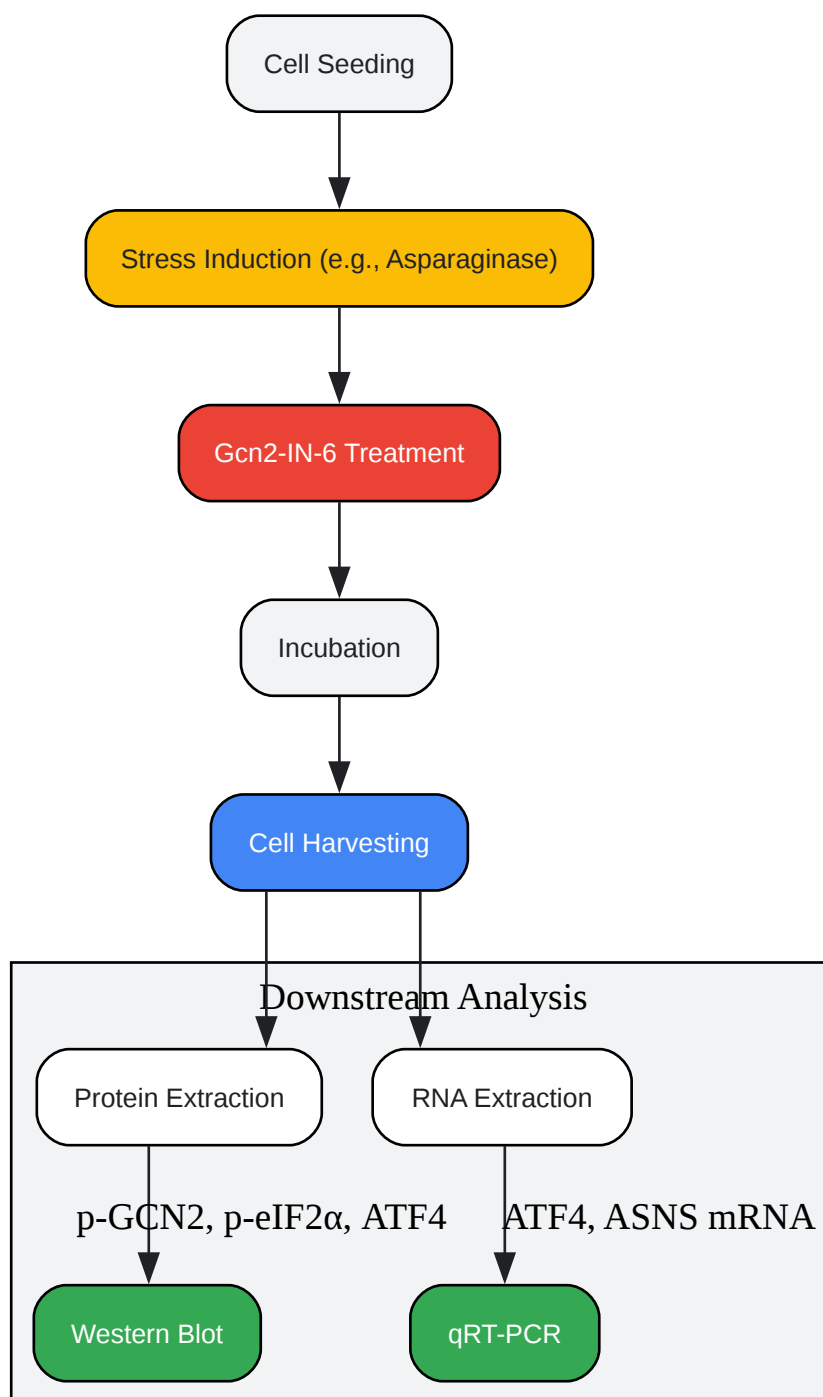 Cell Seeding
Stress Induction (e.g., Asparaginase)
Gcn2-IN-6 Treatment
Incubation
Cell Harvesting
Downstream Analysis
Protein Extraction
RNA Extraction
p-GCN2, p-eIF2α, ATF4
ATF4, ASNS mRNA
Western Blot
qRT-PCR